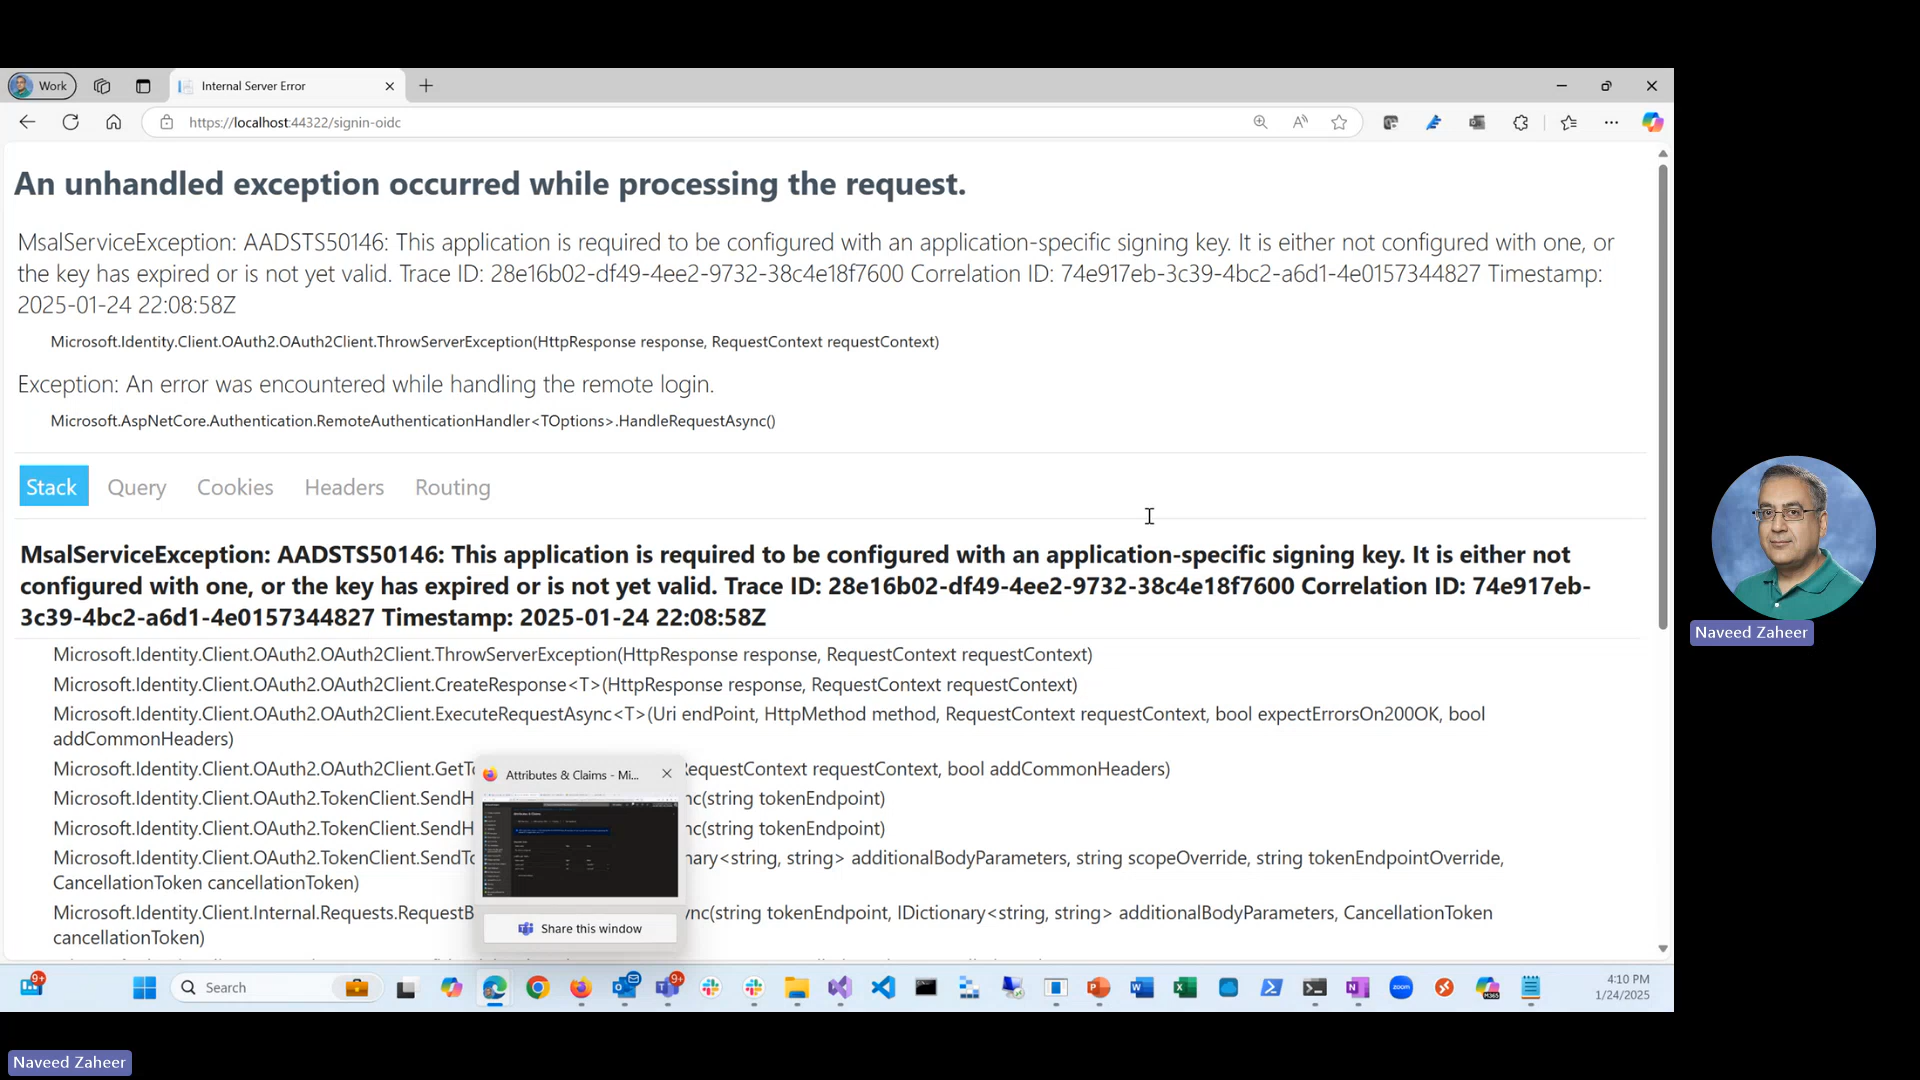 Work
Internal Server Error
https://localhost:44322/signin-oidc
An unhandled exception occurred while processing the request.
MsalServiceException: AADSTS50146: This application is required to be configured with an application-specific signing key. It is either not configured with one, or
the key has expired or is not yet valid. Trace ID: 28e16b02-df49-4ee2-9732-38c4e18f7600 Correlation ID: 74e917eb-3c39-4bc2-a6d1-4e0157344827 Timestamp:
2025-01-24 22:08:58Z
Microsoft.Identity.Client.OAuth2.OAuth2Client.ThrowServerException(HttpResponse response, RequestContext requestContext)
Exception: An error was encountered while handling the remote login.
Microsoft.AspNetCore.Authentication.RemoteAuthenticationHandler<TOptions>.HandleRequestAsync()
Stack Query Cookies Headers Routing
MsalServiceException: AADSTS50146: This application is required to be configured with an application-specific signing key. It is either not
configured with one, or the key has expired or is not yet valid. Trace ID: 28e16b02-df49-4ee2-9732-38c4e18f7600 Correlation ID: 74e917eb-
3c39-4bc2-a6d1-4e0157344827 Timestamp: 2025-01-24 22:08:58Z
Microsoft.Identity.Client.OAuth2.OAuth2Client.ThrowServerException(HttpResponse response, RequestContext requestContext)
Microsoft.Identity.Client.OAuth2.OAuth2Client.CreateResponse<T>(HttpResponse response, RequestContext requestContext)
Microsoft.Identity.Client.OAuth2.OAuth2Client.ExecuteRequestAsync<T>(Uri endPoint, HttpMethod method, RequestContext requestContext, bool expectErrorsOn200OK, bool
addCommonHeaders)
Microsoft.Identity.Client.OAuth2.OAuth2Client.GetT RequestContext requestContext, bool addCommonHeaders)
Microsoft.Identity.Client.OAuth2.TokenClient.SendH nc(string tokenEndpoint)
Microsoft.Identity.Client.OAuth2.TokenClient.SendH nc(string tokenEndpoint)
Microsoft.Identity.Client.OAuth2.TokenClient.SendT nary<string, string> additionalBodyParameters, string scopeOverride, string tokenEndpointOverride,
CancellationToken cancellationToken)
Microsoft.Identity.Client.Internal.Requests.RequestB nc(string tokenEndpoint, IDictionary<string, string> additionalBodyParameters, CancellationToken
cancellationToken)
Attributes & Claims - Mi...
Share this window
9+
Search
9+
M365
zoom
4:10 PM
1/24/2025
Naveed Zaheer
Naveed Zaheer